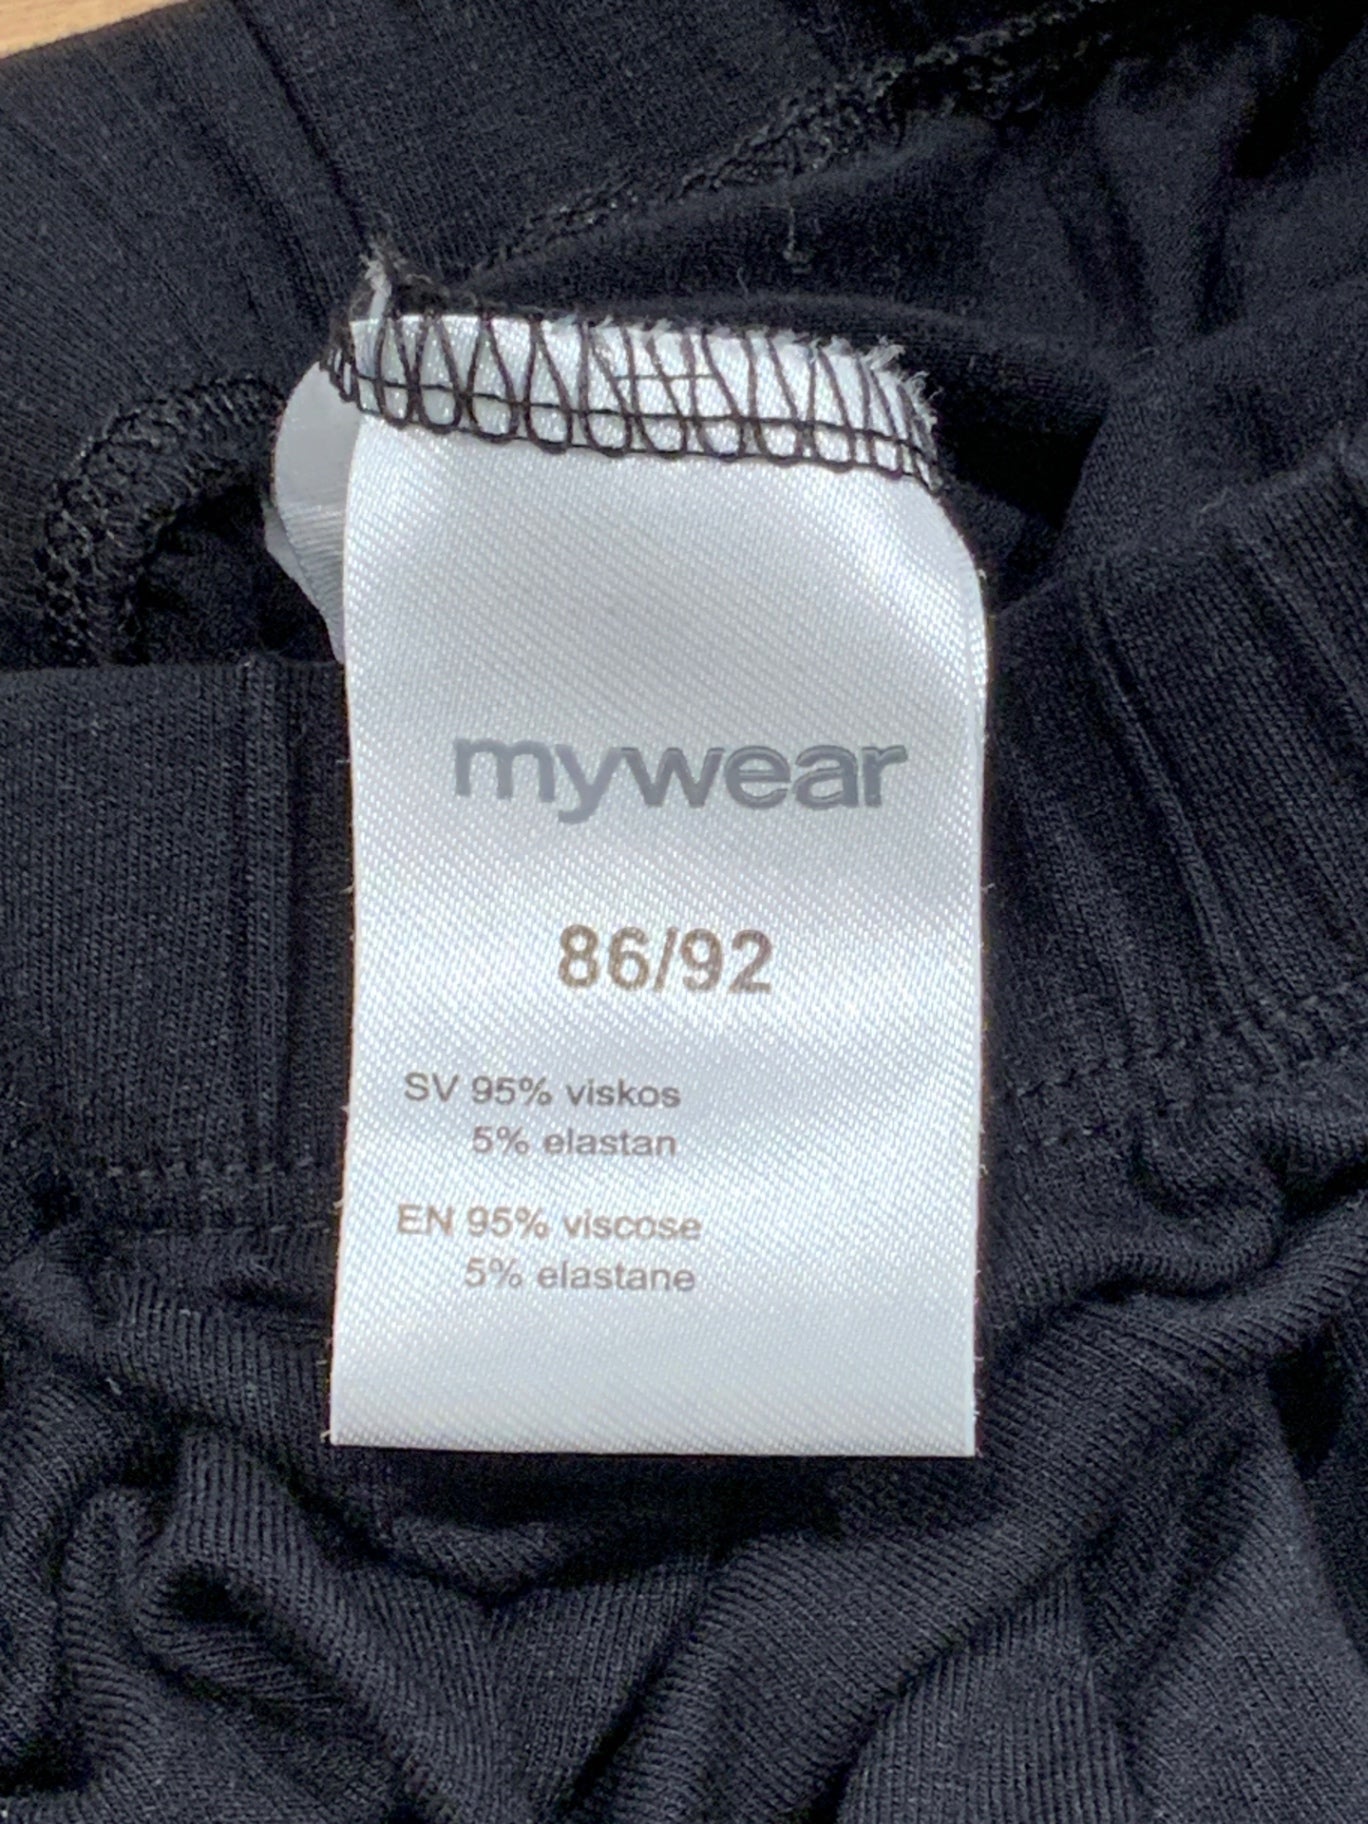 mywear
86/92
SV 95% viskos
5% elastan
EN 95% viscose
5% elastane